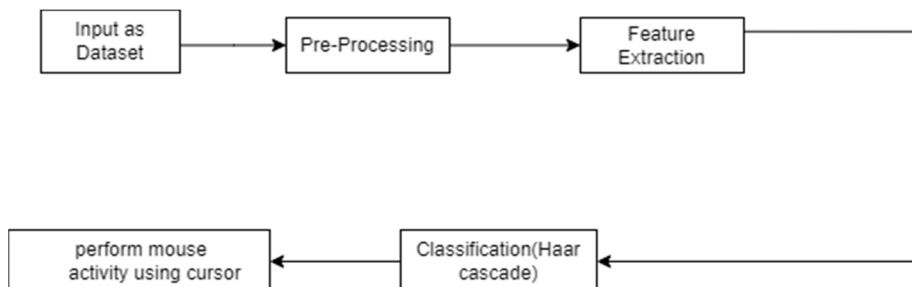 Input as
Dataset
Pre-Processing
Feature
Extraction
perform mouse
activity using cursor
Classification(Haar
cascade)